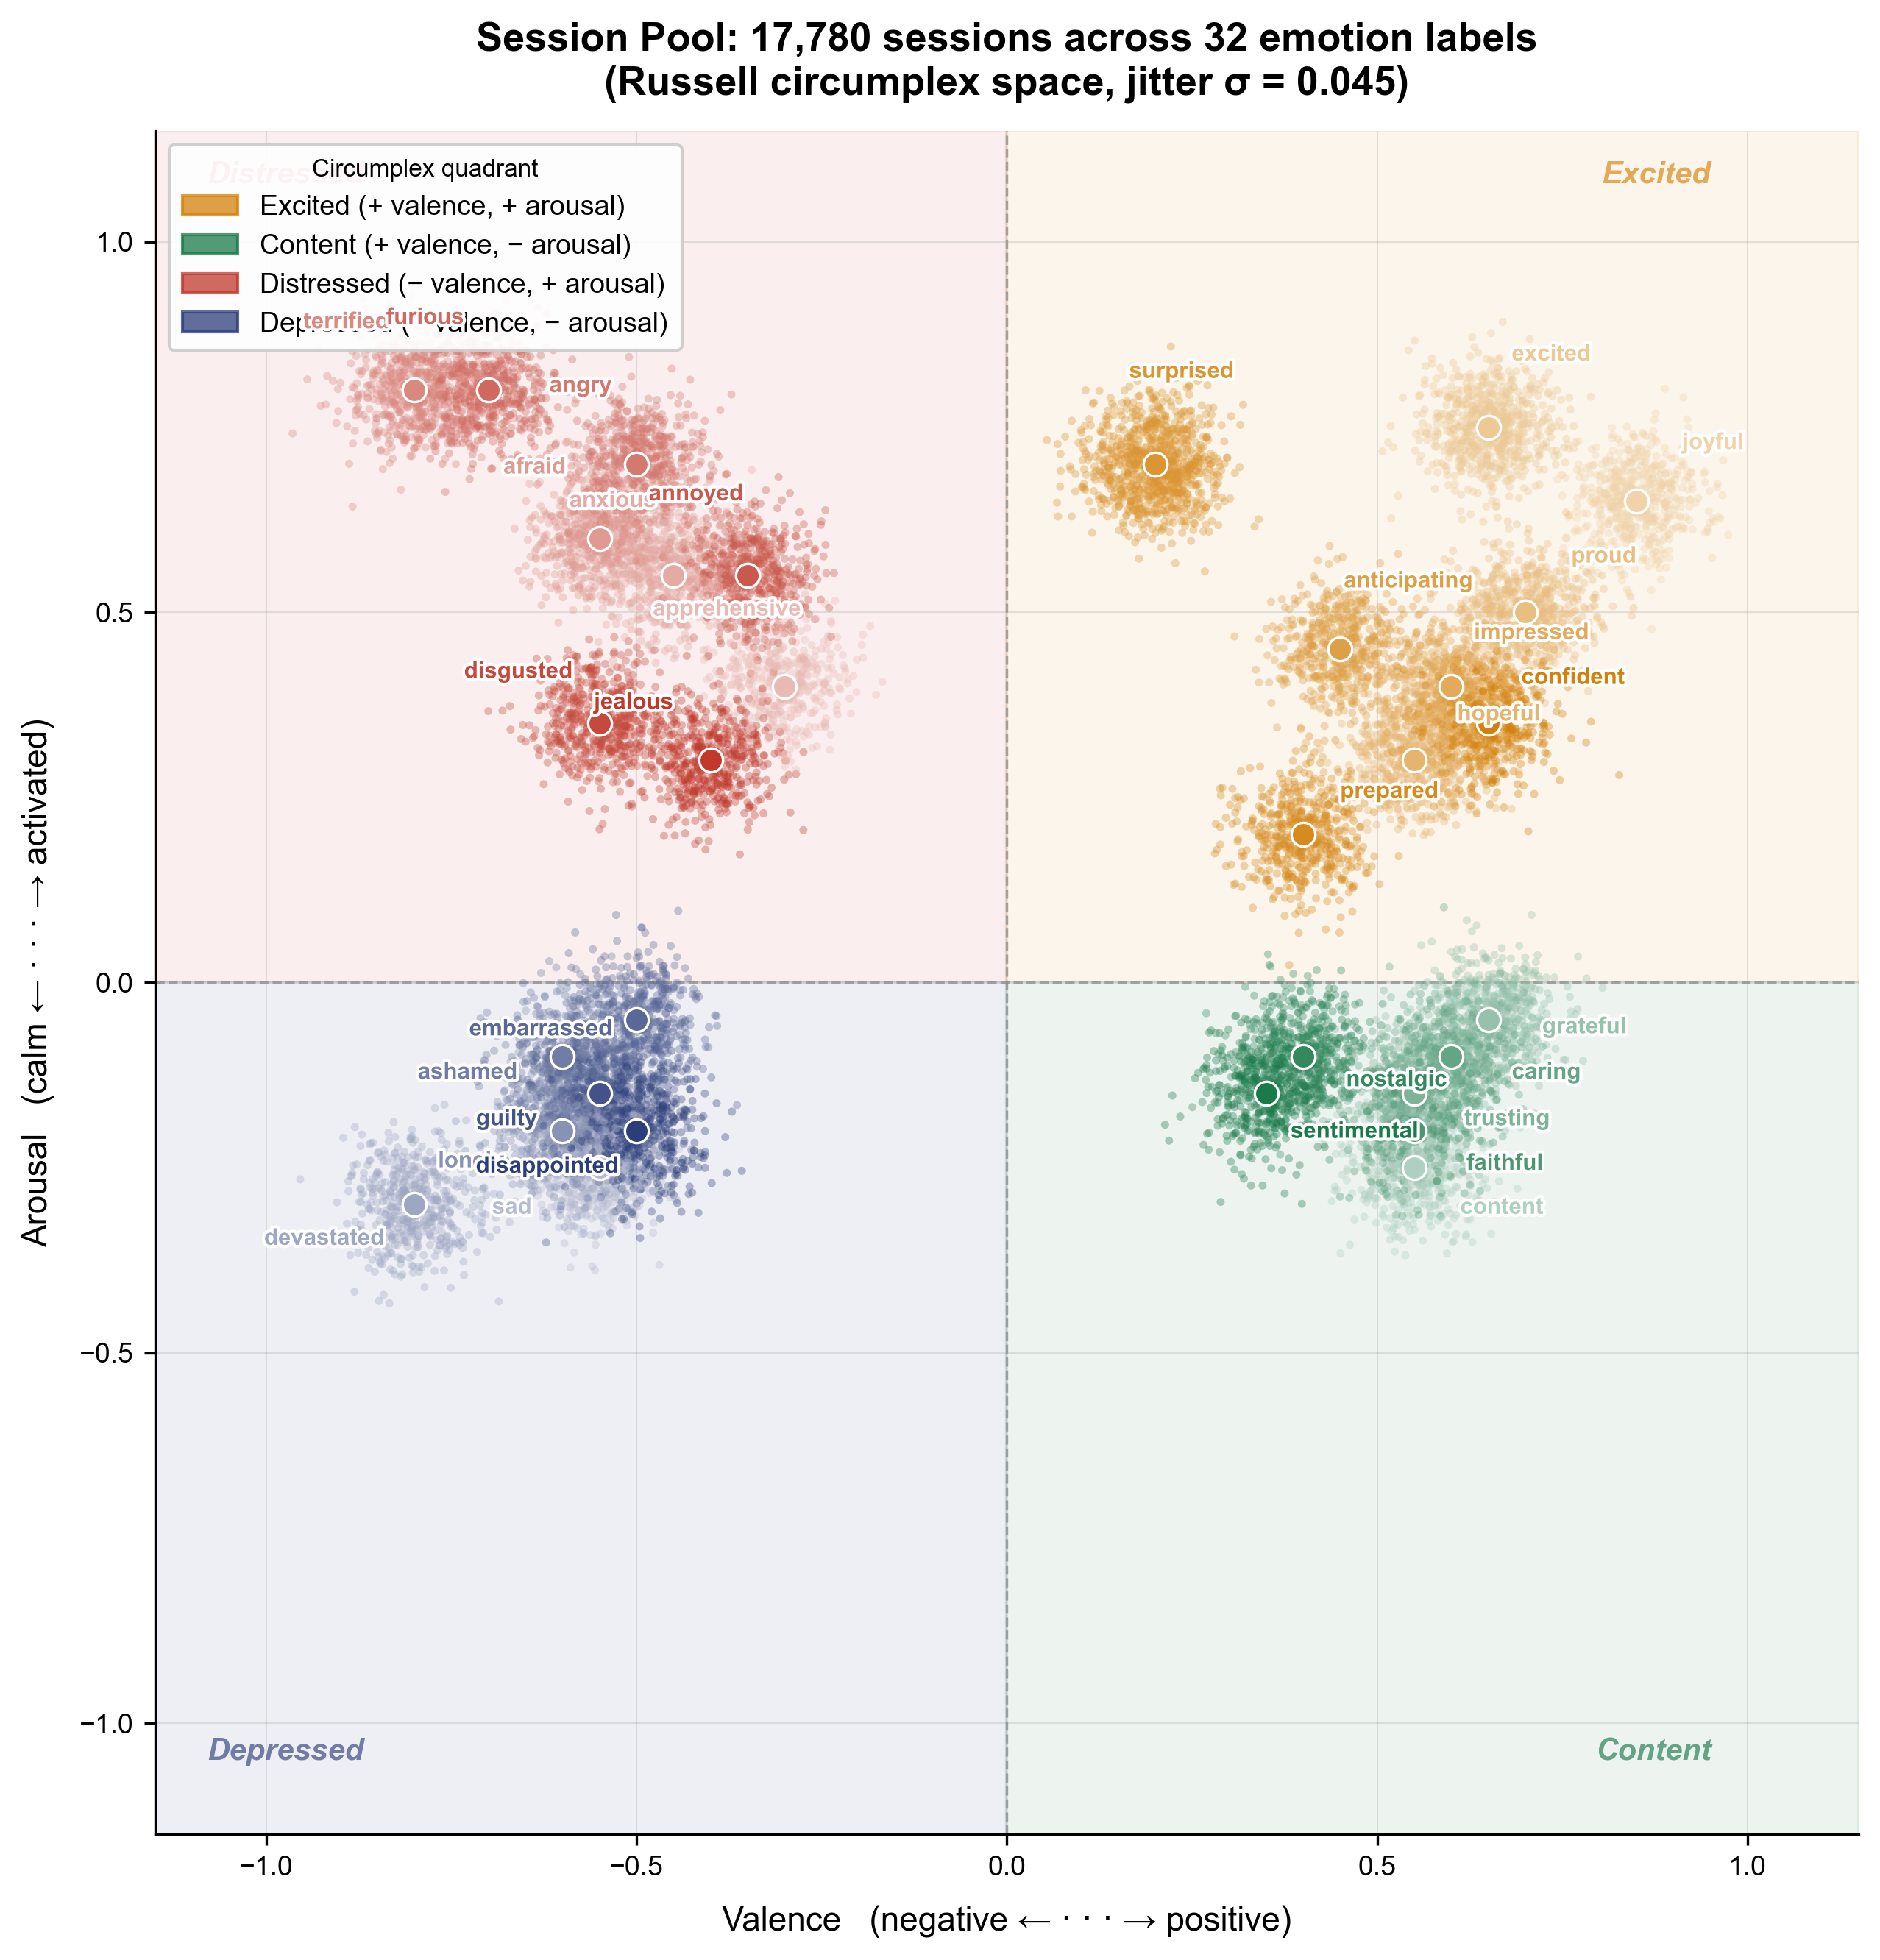 Session Pool: 17,780 sessions across 32 emotion labels
(Russell circumplex space, jitter σ = 0.045)
Circumplex quadrant
Excited (+ valence, + arousal)
Content (+ valence, − arousal)
Distressed (− valence, + arousal)
valence, − arousal)
Excited
terrified
furious
angry
afraid
anxious
annoyed
apprehensive
disgusted
jealous
surprised
excited
joyful
proud
anticipating
impressed
confident
hopeful
prepared
embarrassed
ashamed
guilty
disappointed
sad
devastated
grateful
nostalgic
caring
trusting
sentimental
faithful
content
Depressed
Content
1.0
0.5
0.0
−0.5
−1.0
Arousal (calm ← · · · → activated)
−1.0
−0.5
0.0
0.5
1.0
Valence (negative ← · · · → positive)